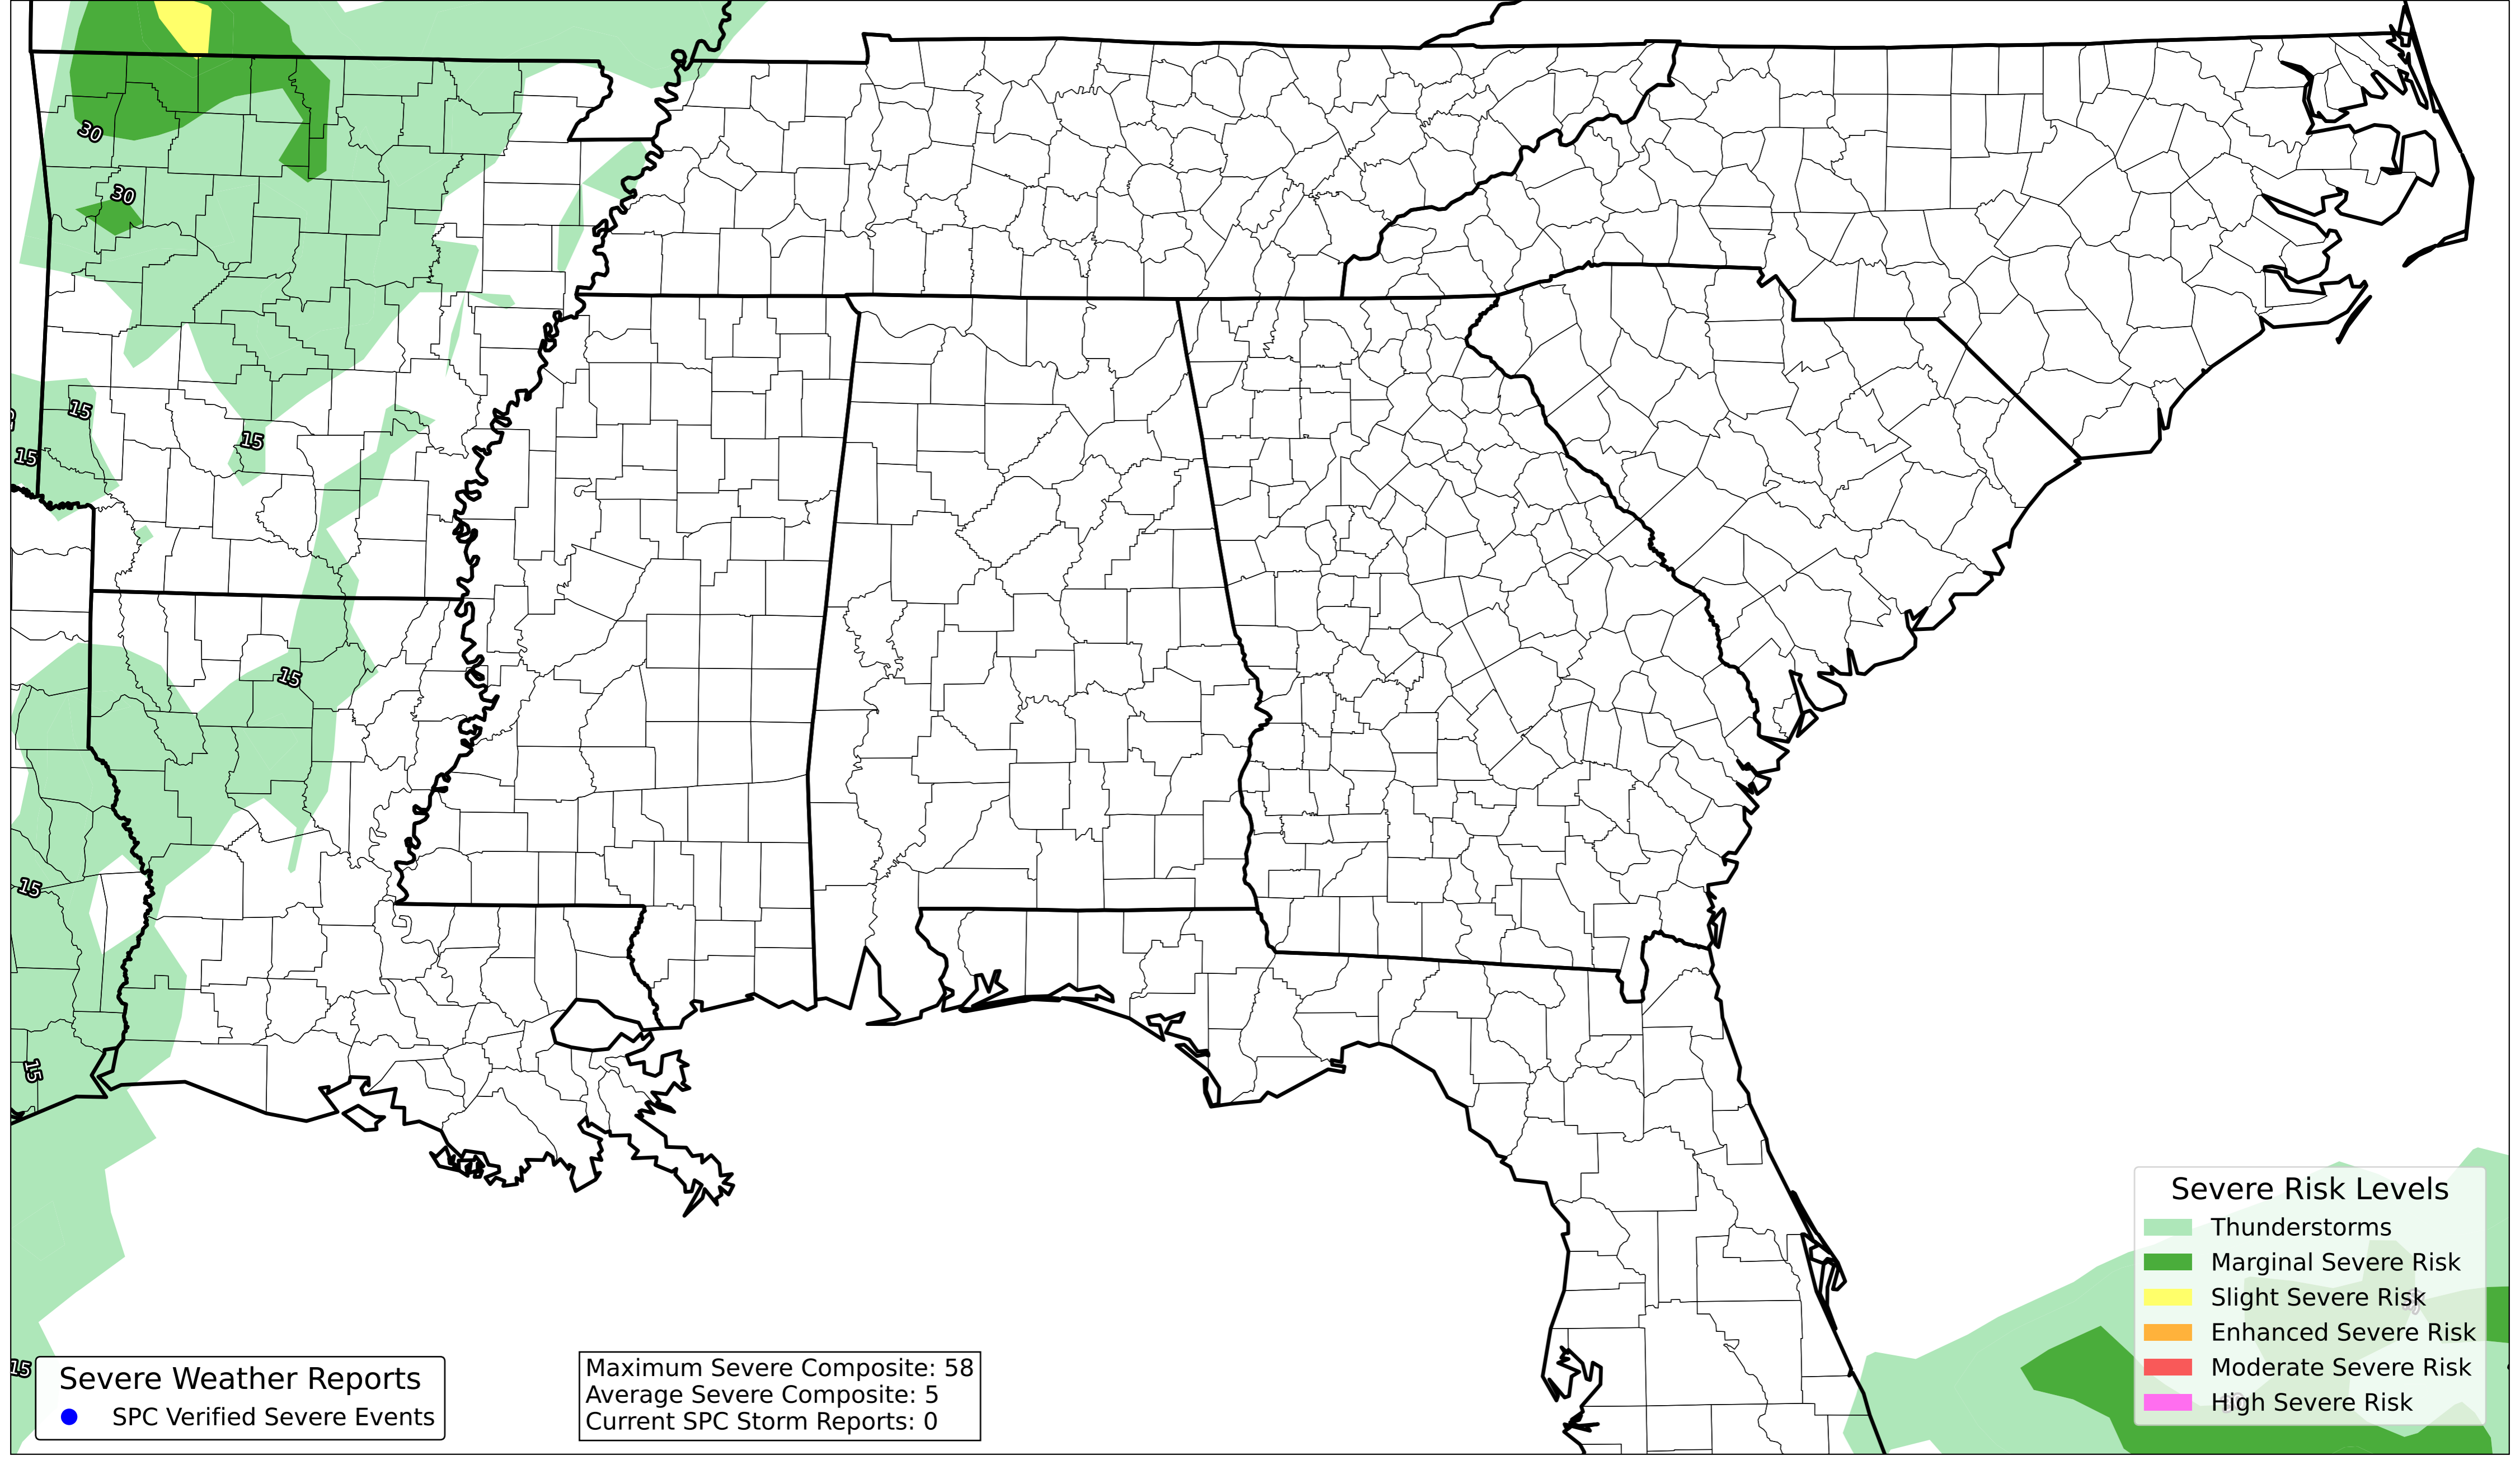 30
30
15
15
15
15
15
15
15
Severe Risk Levels
Thunderstorms
Marginal Severe Risk
Slight Severe Risk
Enhanced Severe Risk
Moderate Severe Risk
High Severe Risk
Severe Weather Reports
SPC Verified Severe Events
Maximum Severe Composite: 58
Average Severe Composite: 5
Current SPC Storm Reports: 0